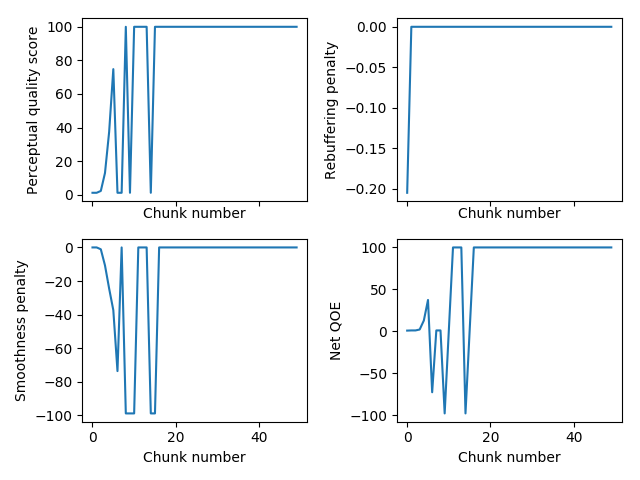 100
80
60
40
20
0
Perceptual quality score
Chunk number
0.00
−0.05
−0.10
−0.15
−0.20
Rebuffering penalty
Chunk number
0
−20
−40
−60
−80
−100
Smoothness penalty
0 20 40
Chunk number
100
50
0
−50
−100
Net QOE
0 20 40
Chunk number